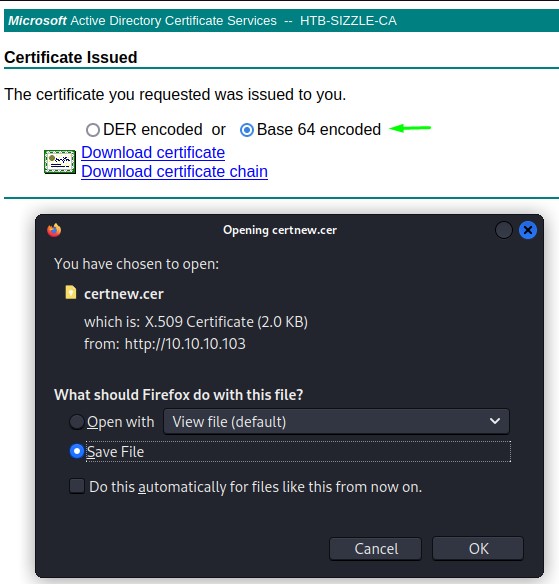 Microsoft Active Directory Certificate Services -- HTB-SIZZLE-CA
Certificate Issued
The certificate you requested was issued to you.
DER encoded or Base 64 encoded
Download certificate
Download certificate chain
Opening certnew.cer
You have chosen to open:
certnew.cer
which is: X.509 Certificate (2.0 KB)
from: http://10.10.10.103
What should Firefox do with this file?
Open with View file (default)
Save File
Do this automatically for files like this from now on.
Cancel OK